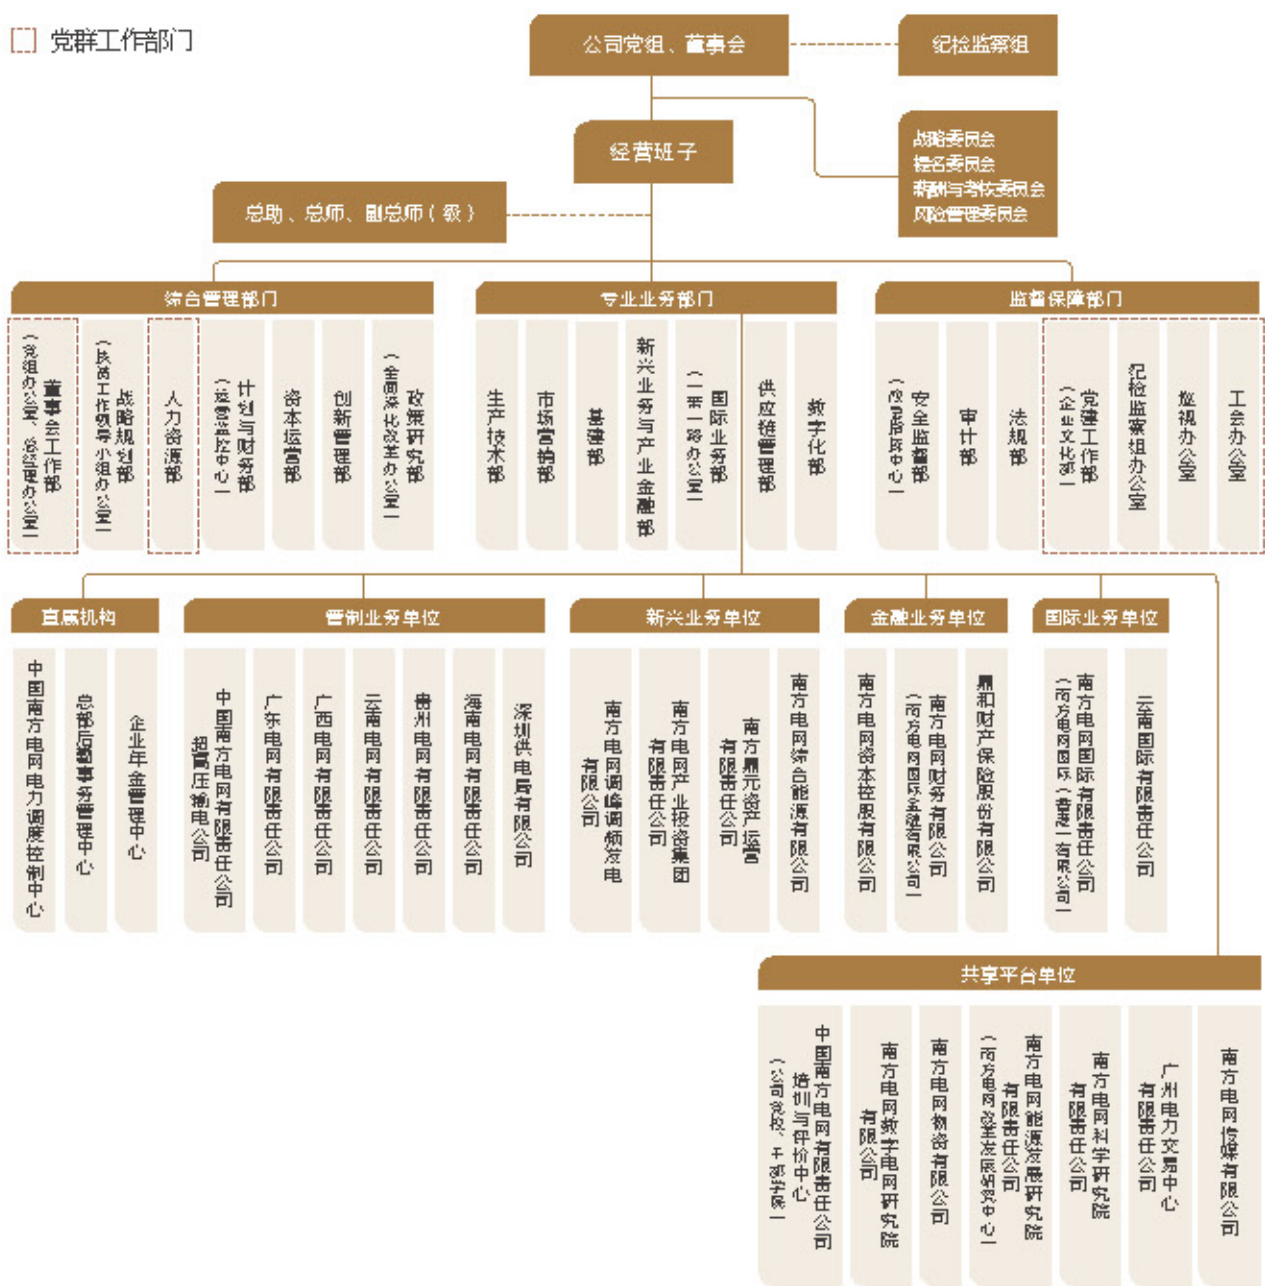 党群工作部门
公司党组、董事会
纪检监察组
经营班子
战略委员会
提名委员会
薪酬与考核委员会
风险管理委员会
总助、总师、副总师（级）
综合管理部门
专业业务部门
监督保障部门
董事会工作部
（党组办公室、总经理办公室）
战略规划部
（扶贫工作领导小组办公室）
人力资源部
计划与财务部
（运营监控中心）
资本运营部
创新管理部
政策研究部
（全面深化改革办公室）
生产技术部
市场营销部
基建部
新兴业务与产业金融部
国际业务部
（一带一路办公室）
供应链管理部
数字化部
安全监督部
（应急指挥中心）
审计部
法规部
党建工作部
（企业文化部）
纪检监察组办公室
巡视办公室
工会办公室
直属机构
管制业务单位
新兴业务单位
金融业务单位
国际业务单位
中国南方电网电力调度控制中心
总部后勤事务管理中心
企业年金管理中心
中国南方电网有限责任公司
超高压输电公司
广东电网有限责任公司
广西电网有限责任公司
云南电网有限责任公司
贵州电网有限责任公司
海南电网有限责任公司
深圳供电局有限公司
南方电网调峰调频发电
有限公司
南方电网产业投资集团
有限责任公司
南方鼎元资产运营
有限责任公司
南方电网综合能源有限公司
南方电网资本控股有限公司
南方电网财务有限公司
（南方电网国际金融有限公司）
鼎和财产保险股份有限公司
南方电网国际有限责任公司
（南方电网国际（香港）有限公司）
云南国际有限责任公司
共享平台单位
中国南方电网有限责任公司
培训与评价中心
（公司党校、干部学院）
南方电网数字电网研究院
有限公司
南方电网物资有限公司
南方电网能源发展研究院
有限责任公司
（南方电网改革发展研究中心）
南方电网科学研究院
有限责任公司
广州电力交易中心
有限责任公司
南方电网传媒有限公司